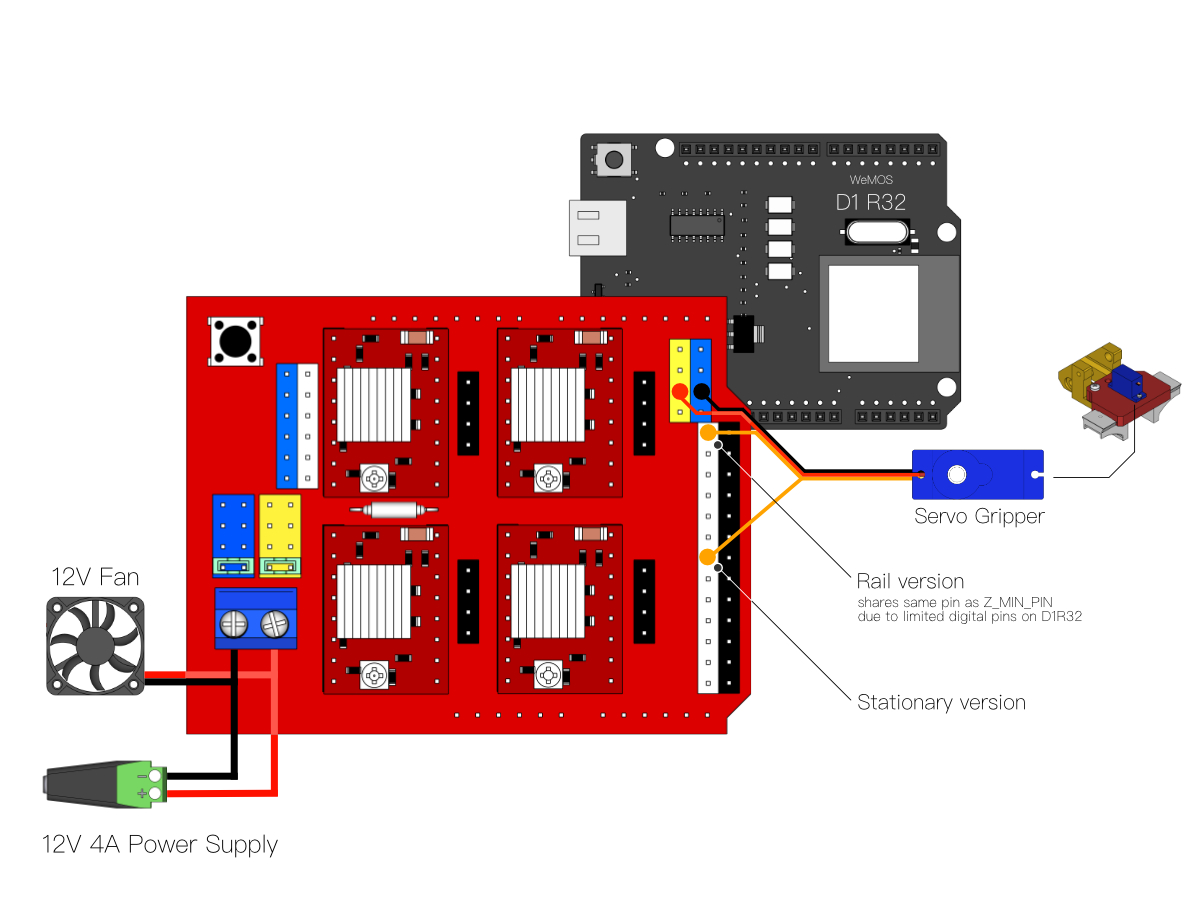 WeMOS
D1 R32
Servo Gripper
12V Fan
Rail version
shares same pin as Z_MIN_PIN
due to limited digital pins on D1R32
Stationary version
-
+
12V 4A Power Supply